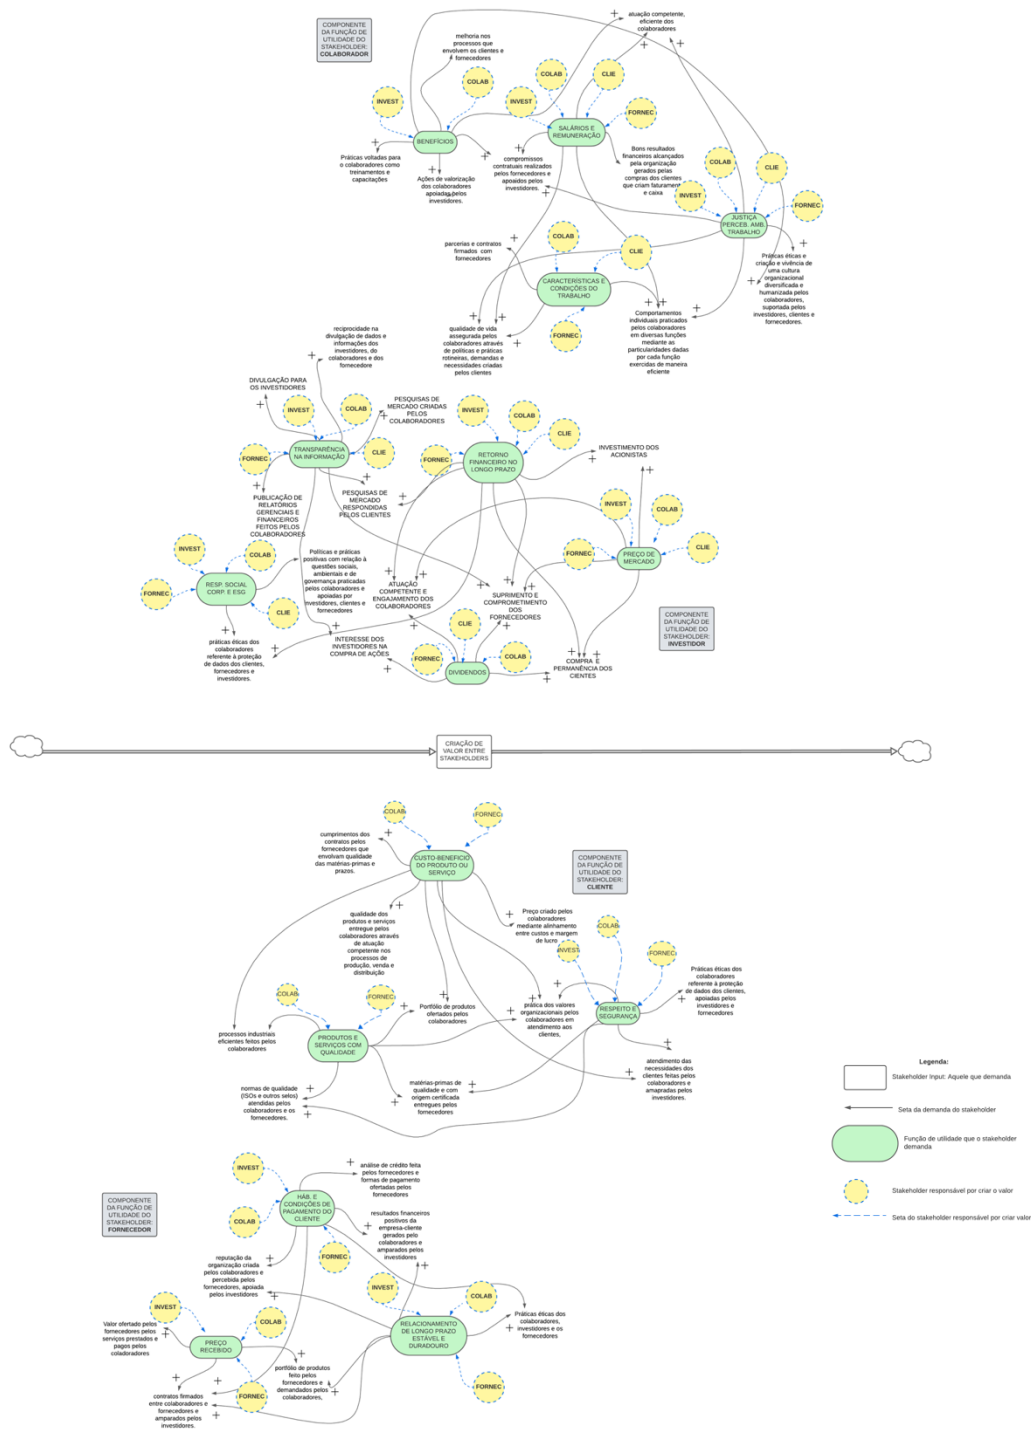 COMPONENTE
DA FUNÇÃO DE
UTILIDADE DO
STAKEHOLDER:
COLABORADOR
melhoria nos
processos que
envolvem os clientes e
fornecedores
atuação competente,
eficiente dos
colaboradores
INVEST
COLAB
INVEST
COLAB
CLIE
FORNEC
BENEFÍCIOS
SALÁRIOS E
REMUNERAÇÃO
Práticas voltadas para
o colaboradores como
treinamentos e
capacitações
Ações de valorização
dos colaboradores
apoiadas pelos
investidores.
compromissos
contratuais realizados
pelos fornecedores e
apoaidos pelos
investidores.
Bons resultados
financeiros alcançados
pela organização
gerados pelas
compras dos clientes
que criam faturament
e caixa
COLAB
CLIE
INVEST
FORNEC
JUSTIÇA
PERCEB. AMB.
TRABALHO
parcerias e contratos
firmados com
fornecedores
COLAB
CLIE
CARACTERÍSTICAS E
CONDIÇÕES DO
TRABALHO
FORNEC
Práticas éticas e
criação e vivência de
uma cultura
organizacional
diversificada e
humanizada pelos
colaboradores,
suportada pelos
investidores, clientes e
fornecedores.
qualidade de vida
assegurada pelos
colaboradores através
de políticas e práticas
rotineiras, demandas e
necessidades criadas
pelos clientes
Comportamentos
individuais praticados
pelos colaboradores
em diversas funções
mediante as
particularidades dadas
por cada função
exercidas de maneira
eficiente
reciprocidade na
divulgação de dados e
informações dos
investidores, do
colaboradores e dos
fornecedore
DIVULGAÇÃO PARA
OS INVESTIDORES
PESQUISAS DE
MERCADO CRIADAS
PELOS
COLABORADORES
INVEST
COLAB
FORNEC
CLIE
TRANSPARÊNCIA
NA INFORMAÇÃO
INVEST
COLAB
CLIE
FORNEC
RETORNO
FINANCEIRO NO
LONGO PRAZO
INVESTIMENTO DOS
ACIONISTAS
PUBLICAÇÃO DE
RELATÓRIOS
GERENCIAIS E
FINANCEIROS
FEITOS PELOS
COLABORADORES
PESQUISAS DE
MERCADO
RESPONDIDAS
PELOS CLIENTES
INVEST
COLAB
FORNEC
CLIE
PREÇO DE
MERCADO
INVEST
COLAB
FORNEC
CLIE
RESP. SOCIAL
CORP. E ESG
Políticas e práticas
positivas com relação à
questões sociais,
ambientais e de
governança praticadas
pelos colaboradores e
apoiadas por
investidores, clientes e
fornecedores
ATUAÇÃO
COMPETENTE E
ENGAJAMENTO DOS
COLABORADORES
SUPRIMENTO E
COMPROMETIMENTO
DOS
FORNECEDORES
COMPONENTE
DA FUNÇÃO DE
UTILIDADE DO
STAKEHOLDER:
INVESTIDOR
práticas éticas dos
colaboradores
referente à proteção
de dados dos clientes,
fornecedores e
investidores.
INTERESSE DOS
INVESTIDORES NA
COMPRA DE AÇÕES
CLIE
FORNEC
COLAB
DIVIDENDOS
COMPRA E
PERMANÊNCIA DOS
CIENTES
CRIAÇÃO DE
VALOR ENTRE
STAKEHOLDERS
COLAB
FORNEC
cumprimentos dos
contratos pelos
fornecedores que
envolvam qualidade
das matérias-primas e
prazos.
CUSTO-BENEFICIO
DO PRODUTO OU
SERVIÇO
COMPONENTE
DA FUNÇÃO DE
UTILIDADE DO
STAKEHOLDER:
CLIENTE
qualidade dos
produtos e serviços
entregue pelos
colaboradores através
de atuação
competente nos
processos de
produção, venda e
distribuição
Preço criado pelos
colaboradores
mediante alinhamento
entre custos e margem
de lucro
COLAB
INVEST
FORNEC
Práticas éticas dos
colaboradores
referente à proteção
de dados dos clientes,
apoiadas pelos
investidores e
fornecedores
COLAB
FORNEC
Portfólio de produtos
ofertados pelos
colaboradores
prática dos valores
organizacionais pelos
colaboradores em
atendimento aos
clientes,
RESPEITO E
SEGURANÇA
processos industriais
eficientes feitos pelos
colaboradores
PRODUTOS E
SERVIÇOS COM
QUALIDADE
normas de qualidade
(ISOs e outros selos)
atendidas pelos
colaboradores e os
fornecedores.
matérias-primas de
qualidade e com
origem certificada
entregues pelos
fornecedores
atendimento das
necessidades dos
clientes feitas pelos
colaboradores e
amapradas pelos
investidores.
Legenda:
Stakeholder Input: Aquele que demanda
Seta da demanda do stakeholder
Função de utilidade que o stakeholder
demanda
Stakeholder responsável por criar o valor
Seta do stakeholder responsável por criar valor
COMPONENTE
DA FUNÇÃO DE
UTILIDADE DO
STAKEHOLDER:
FORNECEDOR
INVEST
COLAB
FORNEC
HÁB. E
CONDIÇÕES DE
PAGAMENTO DO
CLIENTE
análise de crédito feita
pelos fornecedores e
formas de pagamento
ofertadas pelos
fornecedores
resultados financeiros
positivos da
empresa-cliente
gerados pelo
colaboradores e
amparados pelos
investidores
reputação da
organização criada
pelos colaboradores e
percebida pelos
fornecedores, apoiada
pelos investidores
INVEST
COLAB
FORNEC
RELACIONAMENTO
DE LONGO PRAZO
ESTÁVEL E
DURADOURO
Práticas éticas dos
colaboradores,
investidores e os
fornecedores
INVEST
COLAB
FORNEC
Valor ofertado pelos
fornecedores pelos
serviços prestados e
pagos pelos
coladoradores
PREÇO
RECEBIDO
portfólio de produtos
feito pelos
fornecedores e
demandados pelos
colaboradores,
contratos firmados
entre colaboradores e
fornecedores e
amparados pelos
investidores.